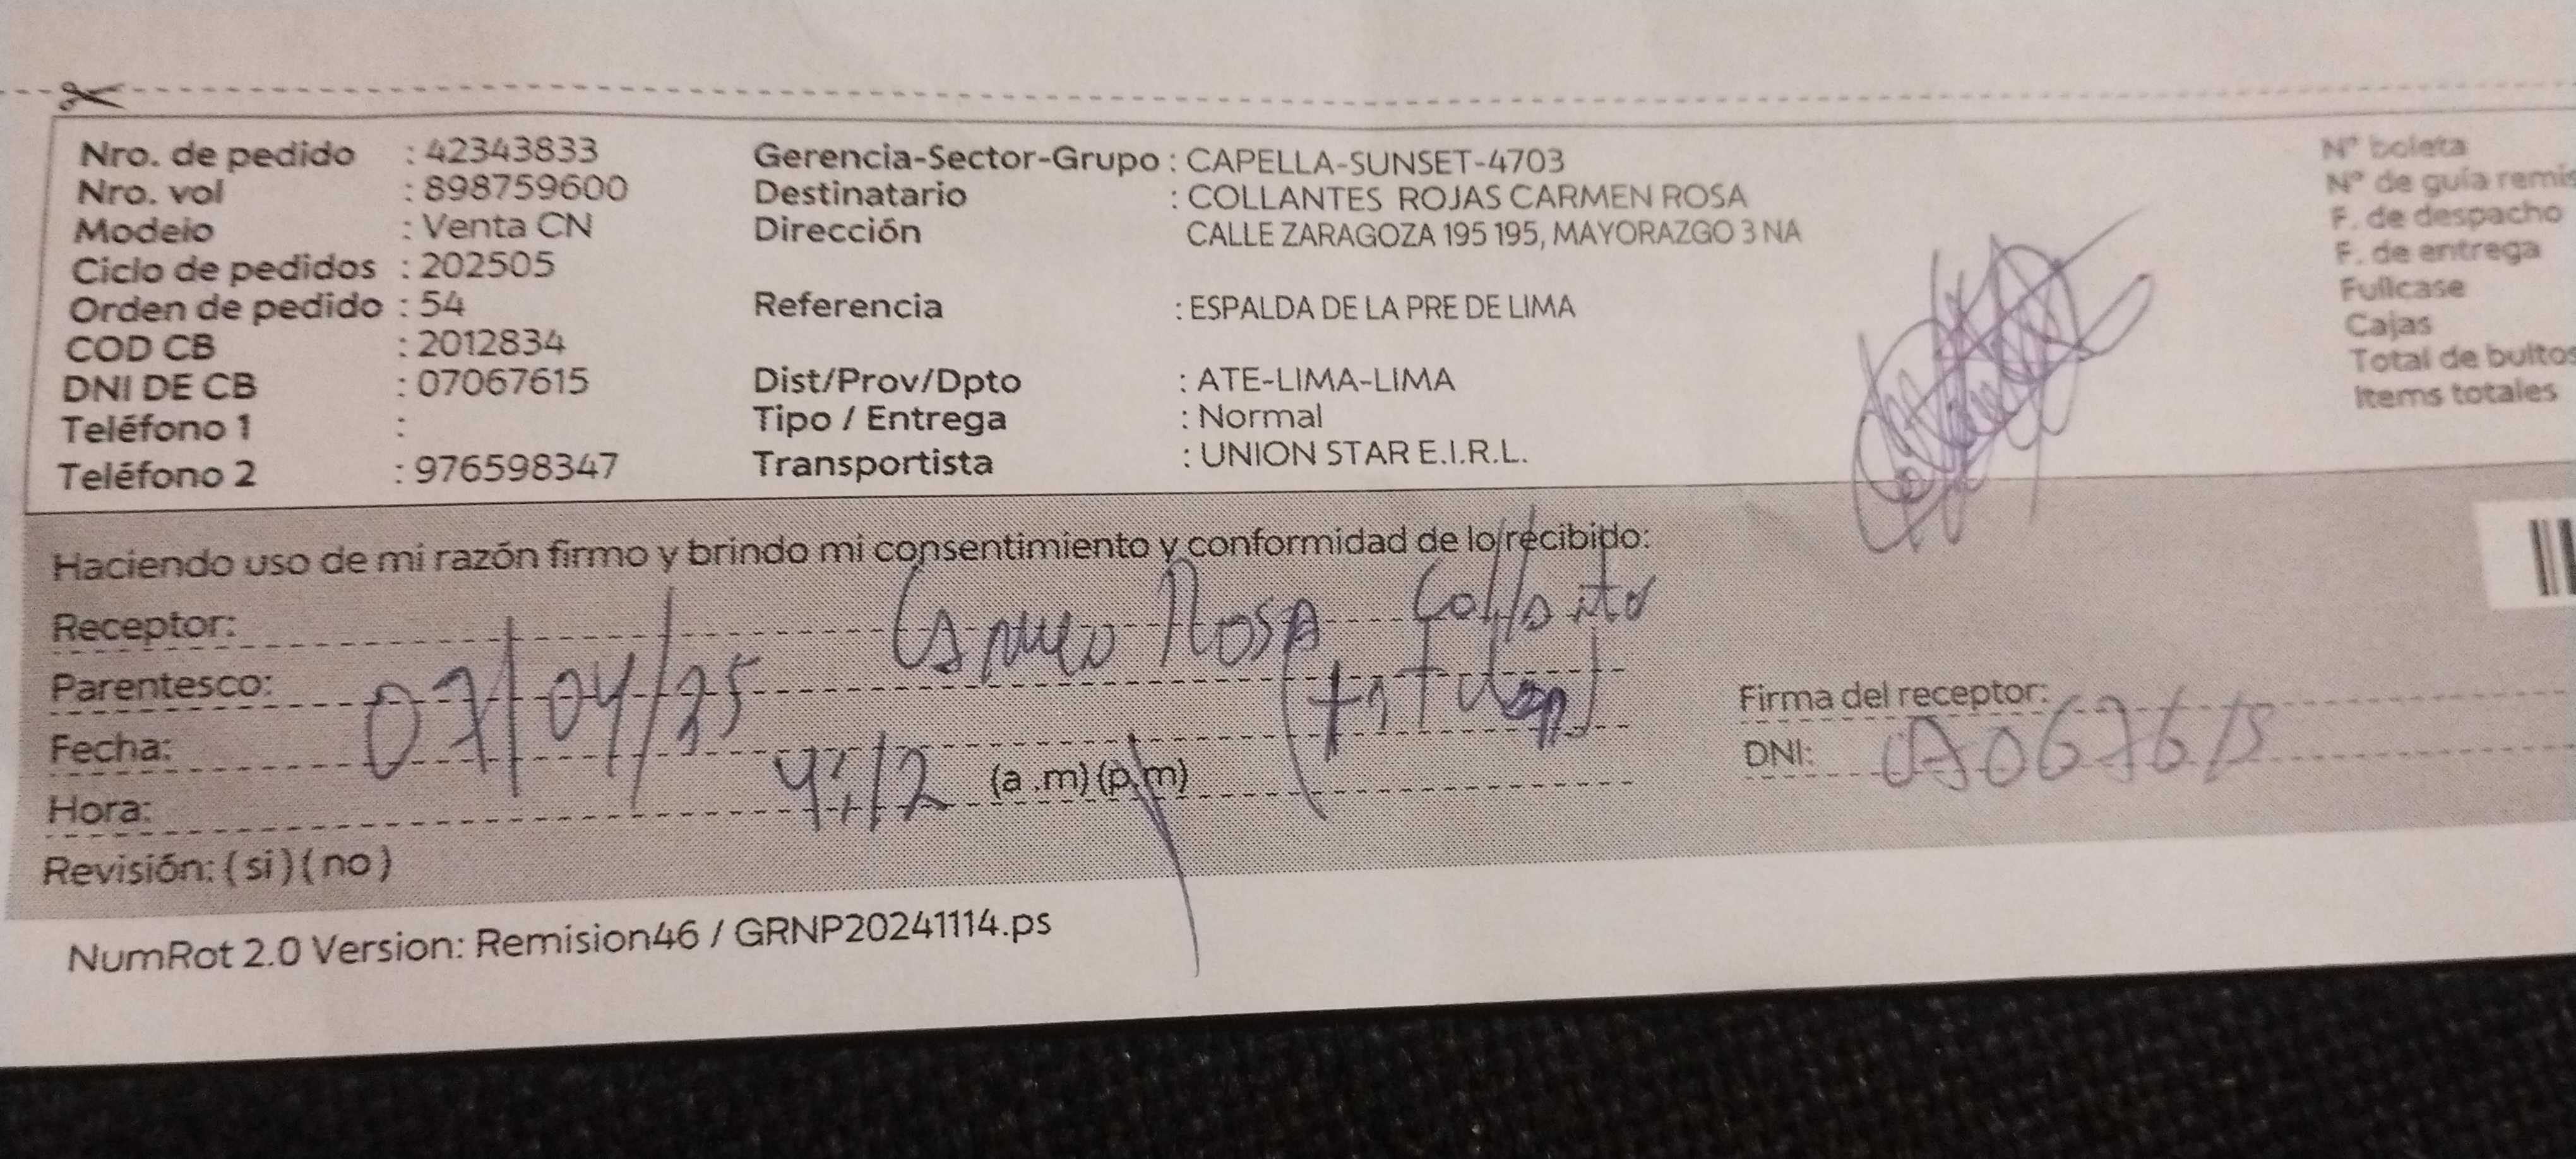 Nro. de pedido : 42343833
Nro. vol : 898759600
Modelo : Venta CN
Ciclo de pedidos : 202505
Orden de pedido : 54
COD CB : 2012834
DNI DE CB : 07067615
Teléfono 1 :
Teléfono 2 : 976598347
Gerencia-Sector-Grupo : CAPELLA-SUNSET-4703
Destinatario : COLLANTES ROJAS CARMEN ROSA
Dirección CALLE ZARAGOZA 195 195, MAYORAZGO 3 NA
Referencia : ESPALDA DE LA PRE DE LIMA
Dist/Prov/Dpto : ATE-LIMA-LIMA
Tipo / Entrega : Normal
Transportista : UNION STAR E.I.R.L.
N° boleta
N° de guía remis
F. de despacho
F. de entrega
Fullcase
Cajas
Total de bultos
Items totales
Haciendo uso de mi razón firmo y brindo mi consentimiento y conformidad de lo recibido:
Receptor: Carmen Rosa Collantes
Parentesco:
Fecha: 07/04/25
Hora: 4:12 (a.m) (p.m)
Revisión: ( si ) ( no )
Firma del receptor:
DNI: 07067615
NumRot 2.0 Version: Remision46 / GRNP20241114.ps